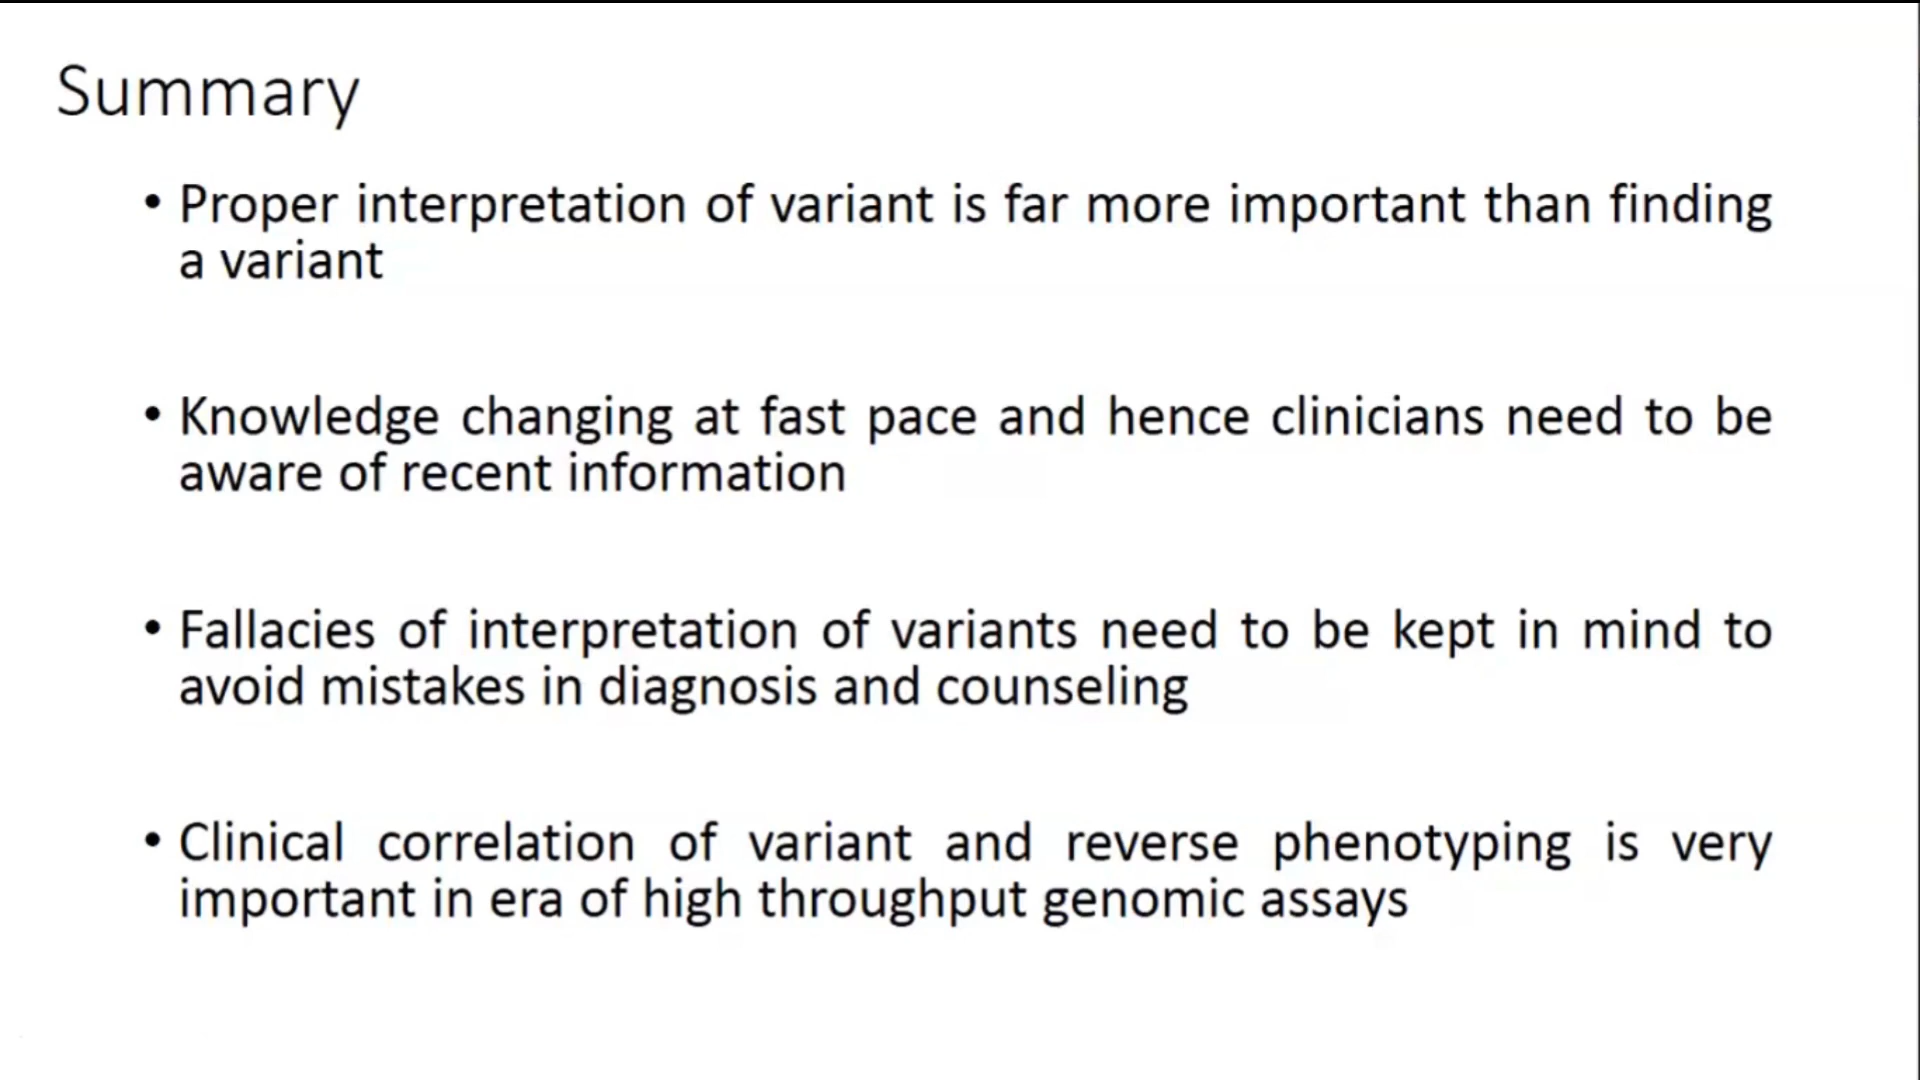 Summary
• Proper interpretation of variant is far more important than finding
a variant
• Knowledge changing at fast pace and hence clinicians need to be
aware of recent information
• Fallacies of interpretation of variants need to be kept in mind to
avoid mistakes in diagnosis and counseling
• Clinical correlation of variant and reverse phenotyping is very
important in era of high throughput genomic assays